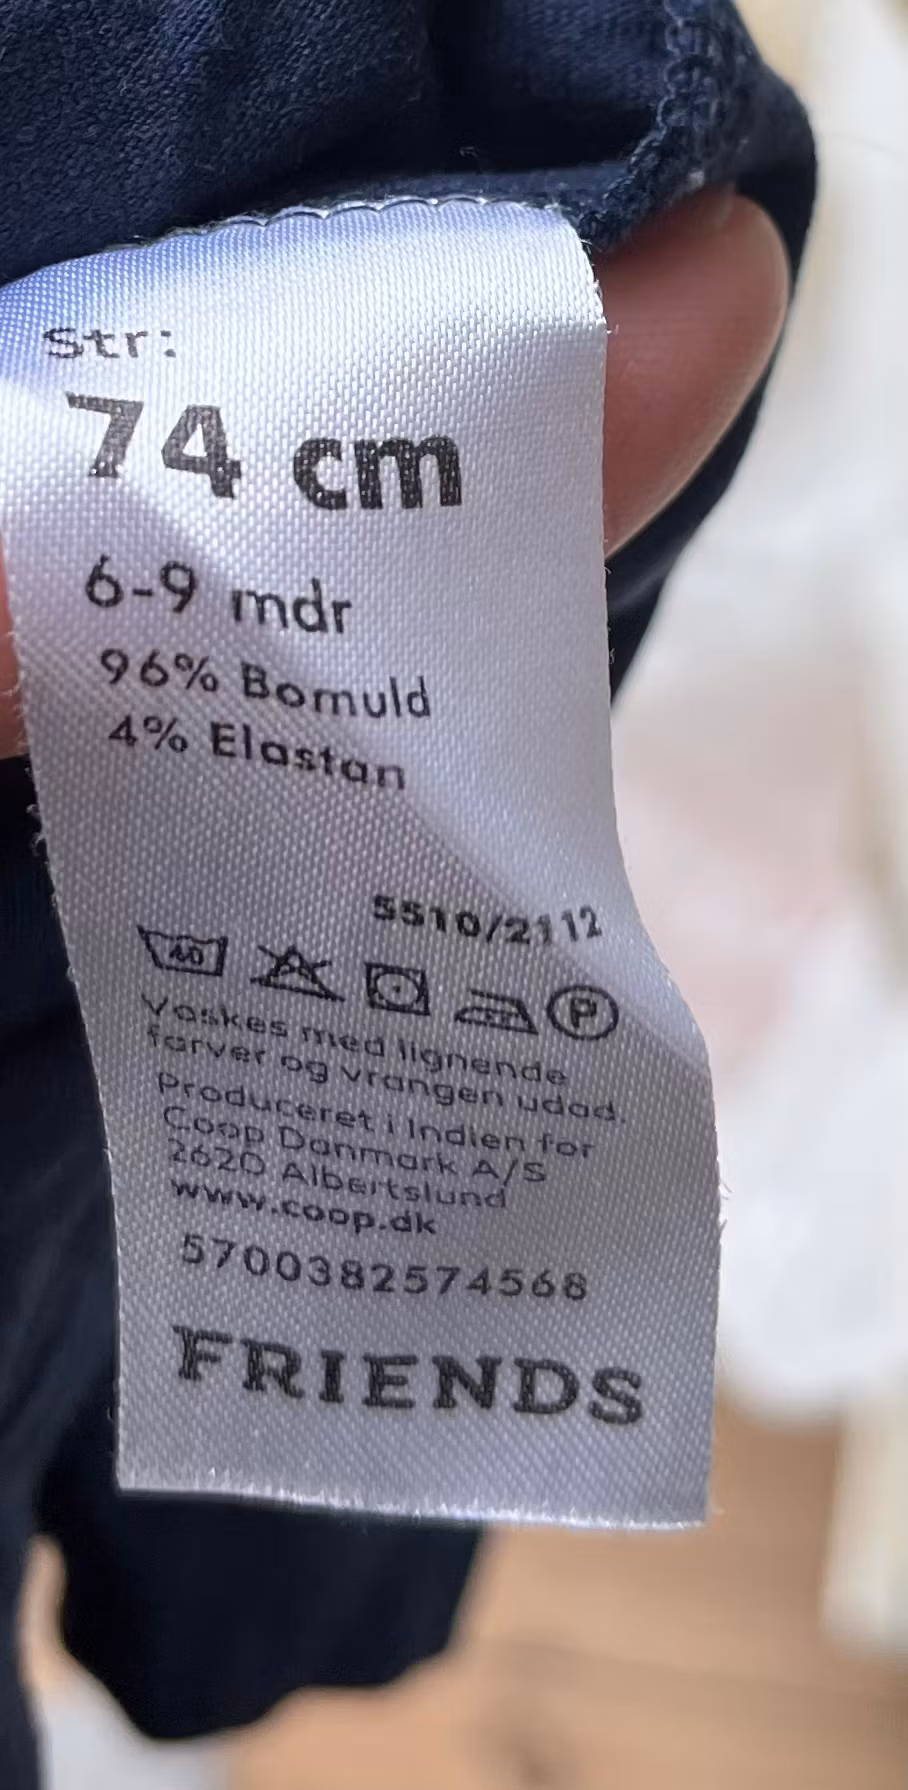 Str:
74 cm
6-9 mdr
96% Bomuld
4% Elastan
5510/2112
40
P
Vaskes med lignende
farver og vrangen udad.
Produceret i Indien for
Coop Danmark A/S
2620 Albertslund
www.coop.dk
5700382574568
FRIENDS